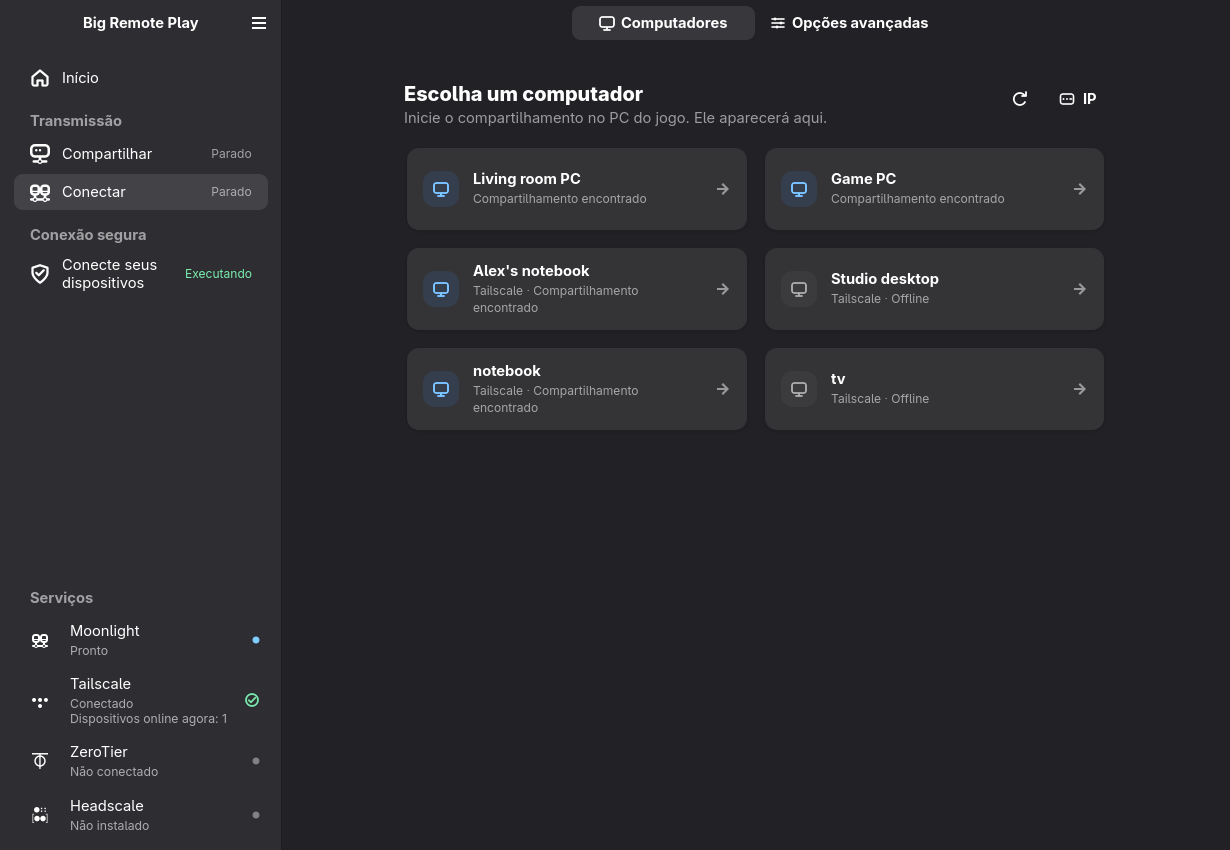 Big Remote Play
Computadores
Opções avançadas
Início
Transmissão
Compartilhar
Parado
Conectar
Parado
Conexão segura
Conecte seus
dispositivos
Executando
Serviços
Moonlight
Pronto
Tailscale
Conectado
Dispositivos online agora: 1
ZeroTier
Não conectado
Headscale
Não instalado
Escolha um computador
Inicie o compartilhamento no PC do jogo. Ele aparecerá aqui.
IP
Living room PC
Compartilhamento encontrado
Game PC
Compartilhamento encontrado
Alex's notebook
Tailscale · Compartilhamento
encontrado
Studio desktop
Tailscale · Offline
notebook
Tailscale · Compartilhamento
encontrado
tv
Tailscale · Offline